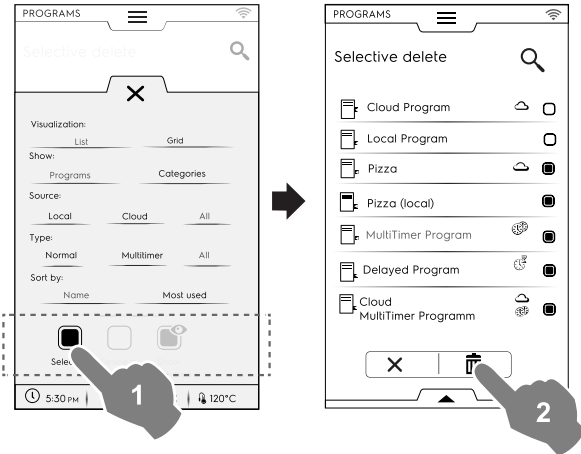 PROGRAMS
Selective delete
Visualization:
List Grid
Show:
Programs Categories
Source:
Local Cloud All
Type:
Normal Multitimer All
Sort by:
Name Most used
5:30 PM 120°C
1
PROGRAMS
Selective delete
Cloud Program
Local Program
Pizza
Pizza (local)
MultiTimer Program
Delayed Program
Cloud
MultiTimer Programm
2